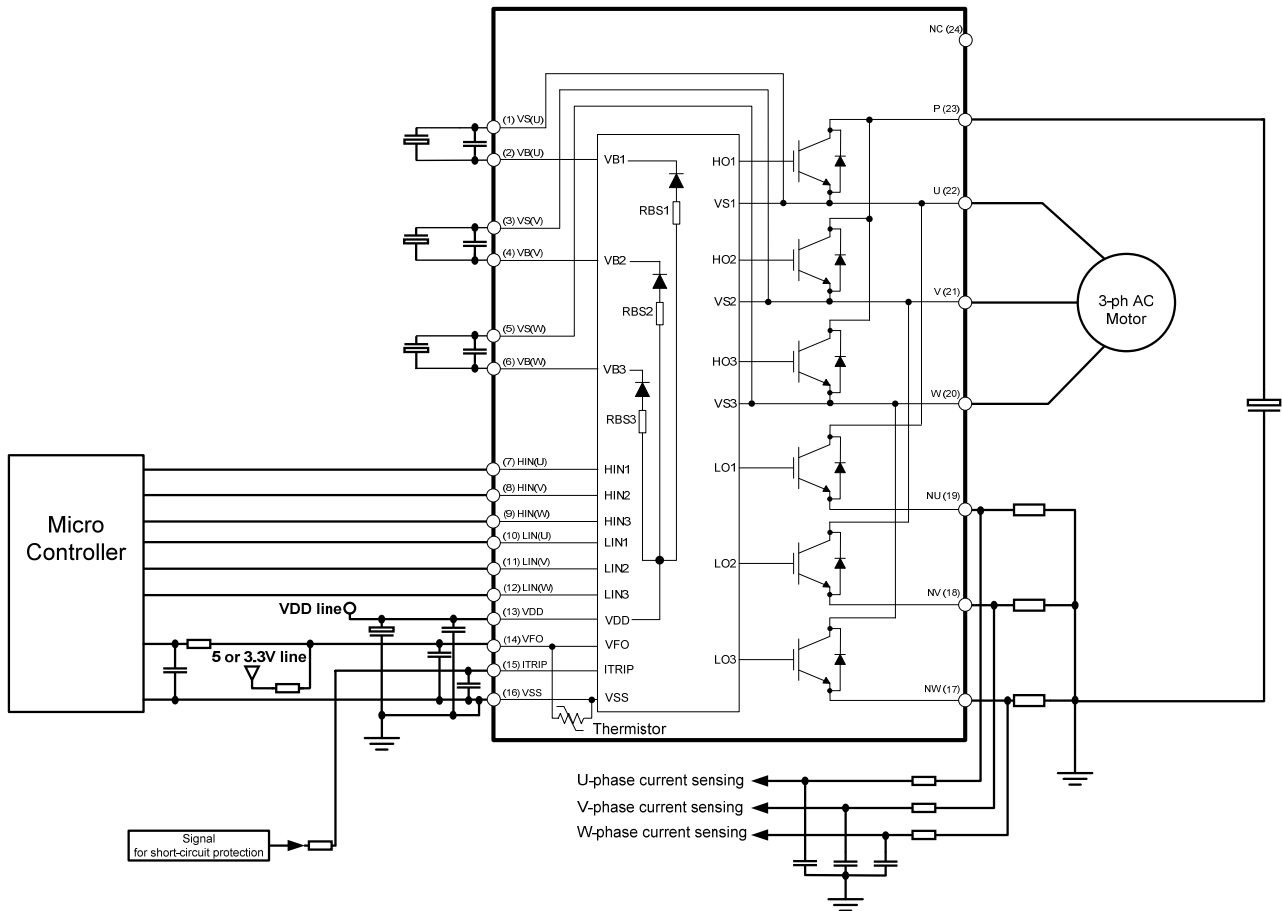 NC (24)
(1) VS(U)
(2) VB(U)
(3) VS(V)
(4) VB(V)
(5) VS(W)
(6) VB(W)
(7) HIN(U)
(8) HIN(V)
(9) HIN(W)
(10) LIN(U)
(11) LIN(V)
(12) LIN(W)
(13) VDD
(14) VFO
(15) ITRIP
(16) VSS
VB1
RBS1
VB2
RBS2
VB3
RBS3
HIN1
HIN2
HIN3
LIN1
LIN2
LIN3
VDD
VFO
ITRIP
VSS
Thermistor
HO1
VS1
HO2
VS2
HO3
VS3
LO1
LO2
LO3
P (23)
U (22)
V (21)
W (20)
NU (19)
NV (18)
NW (17)
3-ph AC
Motor
Micro
Controller
VDD line
5 or 3.3V line
Signal
for short-circuit protection
U-phase current sensing
V-phase current sensing
W-phase current sensing